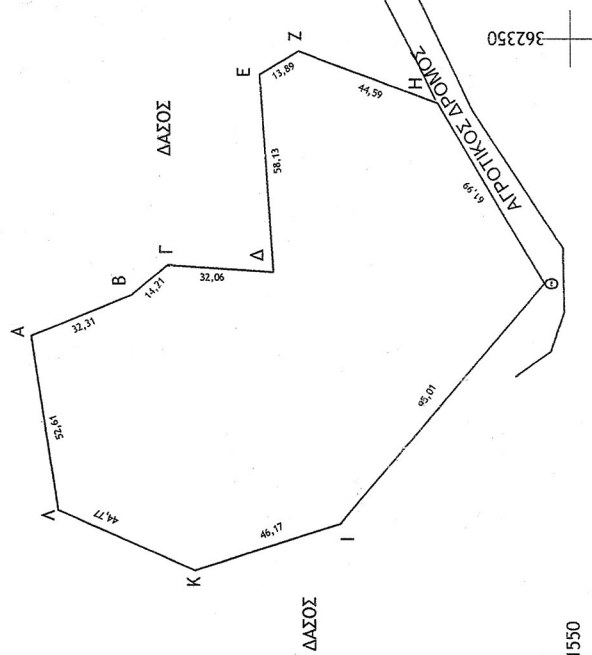 362350
Ζ
Ε
13,89
ΔΑΣΟΣ
Η
44,59
ΑΓΡΟΤΙΚΟΣ ΔΡΟΜΟΣ
58,13
61,99
Γ
Δ
Β
14,21
32,06
Θ
Α
32,31
52,61
95,01
Λ
44,77
46,17
Ι
Κ
ΔΑΣΟΣ
1550